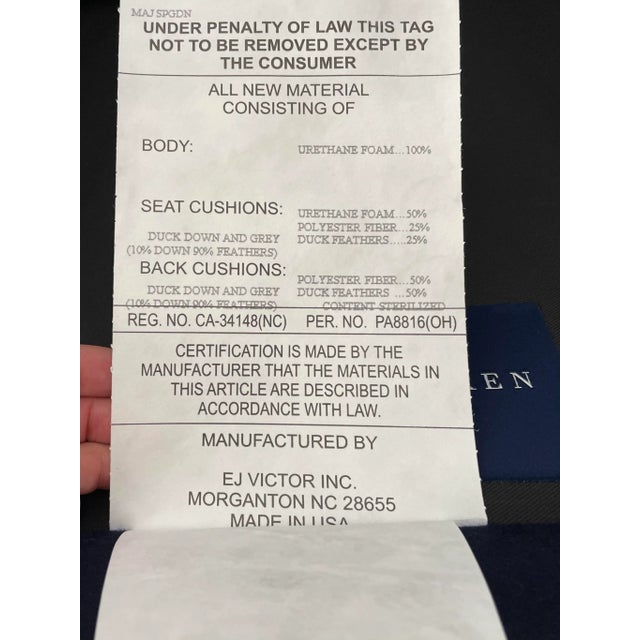 MAJ SPGDN
UNDER PENALTY OF LAW THIS TAG
NOT TO BE REMOVED EXCEPT BY
THE CONSUMER
ALL NEW MATERIAL
CONSISTING OF
BODY: URETHANE FOAM...100%
SEAT CUSHIONS: URETHANE FOAM...50%
POLYESTER FIBER...25%
DUCK DOWN AND GREY DUCK FEATHERS.....25%
(10% DOWN 90% FEATHERS)
BACK CUSHIONS: POLYESTER FIBER...50%
DUCK DOWN AND GREY DUCK FEATHERS ...50%
(10% DOWN 90% FEATHERS) CONTENT STERILIZED
REG. NO. CA-34148(NC) PER. NO. PA8816(OH)
CERTIFICATION IS MADE BY THE
MANUFACTURER THAT THE MATERIALS IN
THIS ARTICLE ARE DESCRIBED IN
ACCORDANCE WITH LAW.
MANUFACTURED BY
EJ VICTOR INC.
MORGANTON NC 28655
MADE IN USA
EN